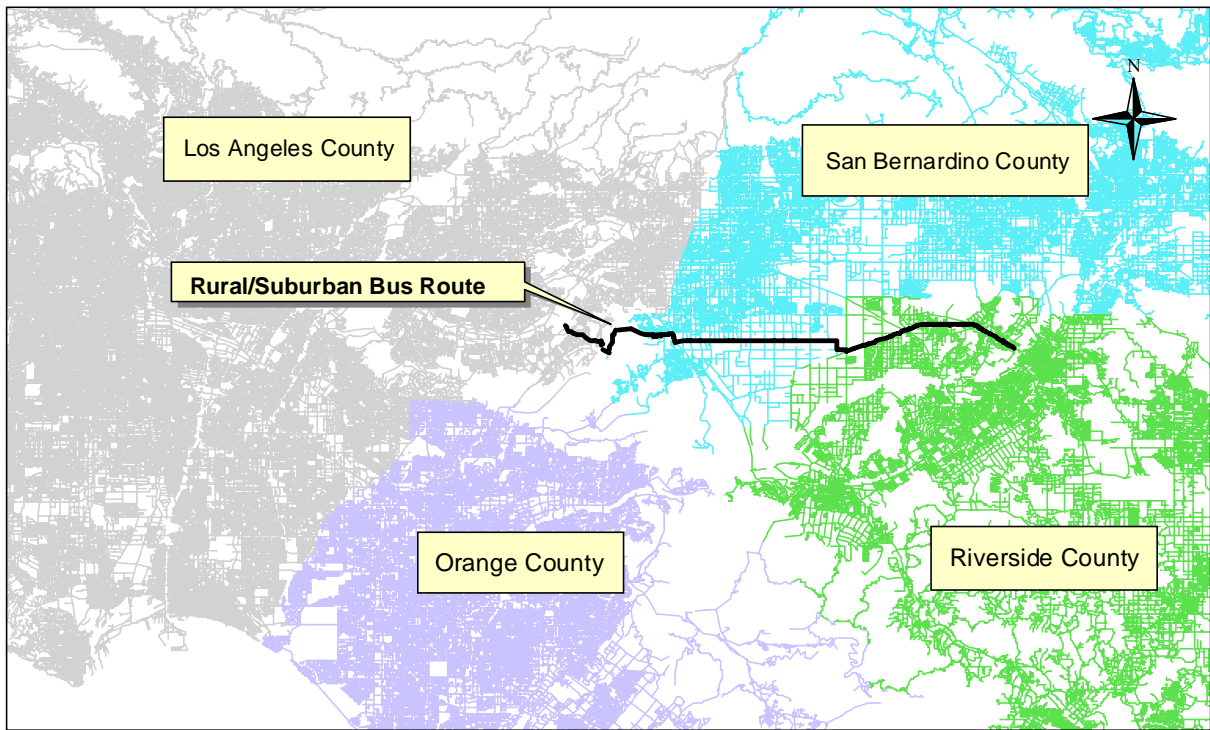 N
Los Angeles County
San Bernardino County
Rural/Suburban Bus Route
Orange County
Riverside County